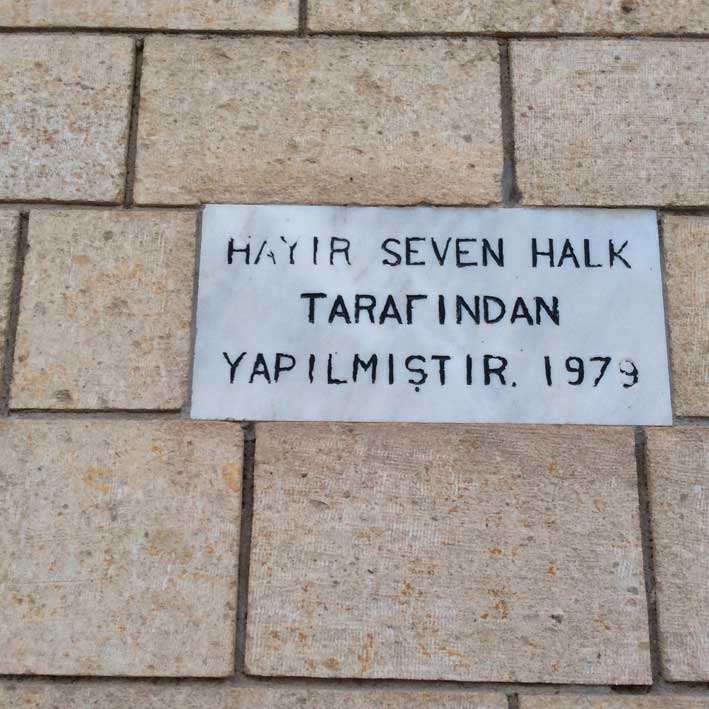 HAYIR SEVEN HALK
TARAFINDAN
YAPILMIŞTIR. 1979